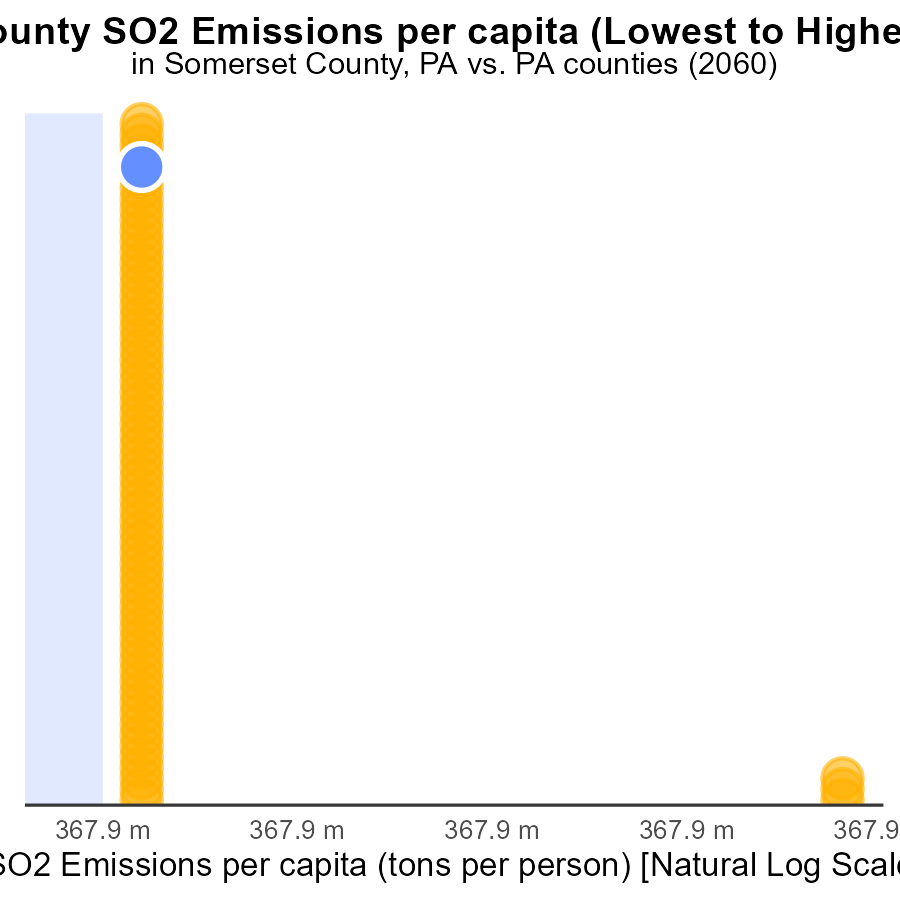 ounty SO2 Emissions per capita (Lowest to Highe
in Somerset County, PA vs. PA counties (2060)
367.9 m 367.9 m 367.9 m 367.9 m 367.9
SO2 Emissions per capita (tons per person) [Natural Log Scale